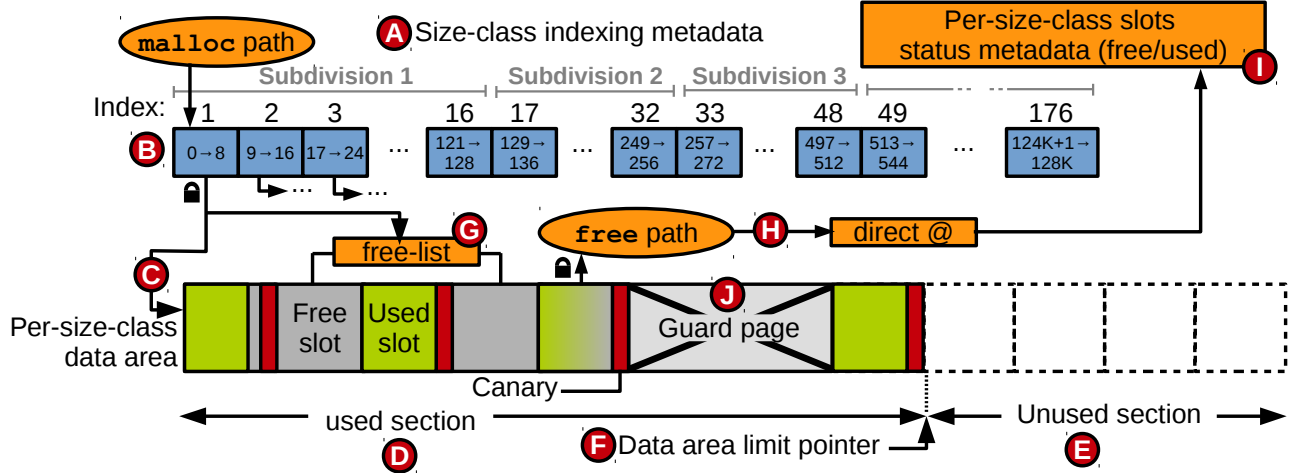 malloc path
A Size-class indexing metadata
Per-size-class slots
status metadata (free/used)
I
Subdivision 1 Subdivision 2 Subdivision 3 ... ...
Index: 1 2 3 16 17 32 33 48 49 176
B 0→8 9→16 17→24 ... 121→ 128 129→ 136 ... 249→ 256 257→ 272 ... 497→ 512 513→ 544 ... 124K+1→ 128K
... ...
G
free-list
free path
H
direct @
C
Per-size-class
data area
Free
slot
Used
slot
J
Guard page
Canary
used section
D
F Data area limit pointer
Unused section
E